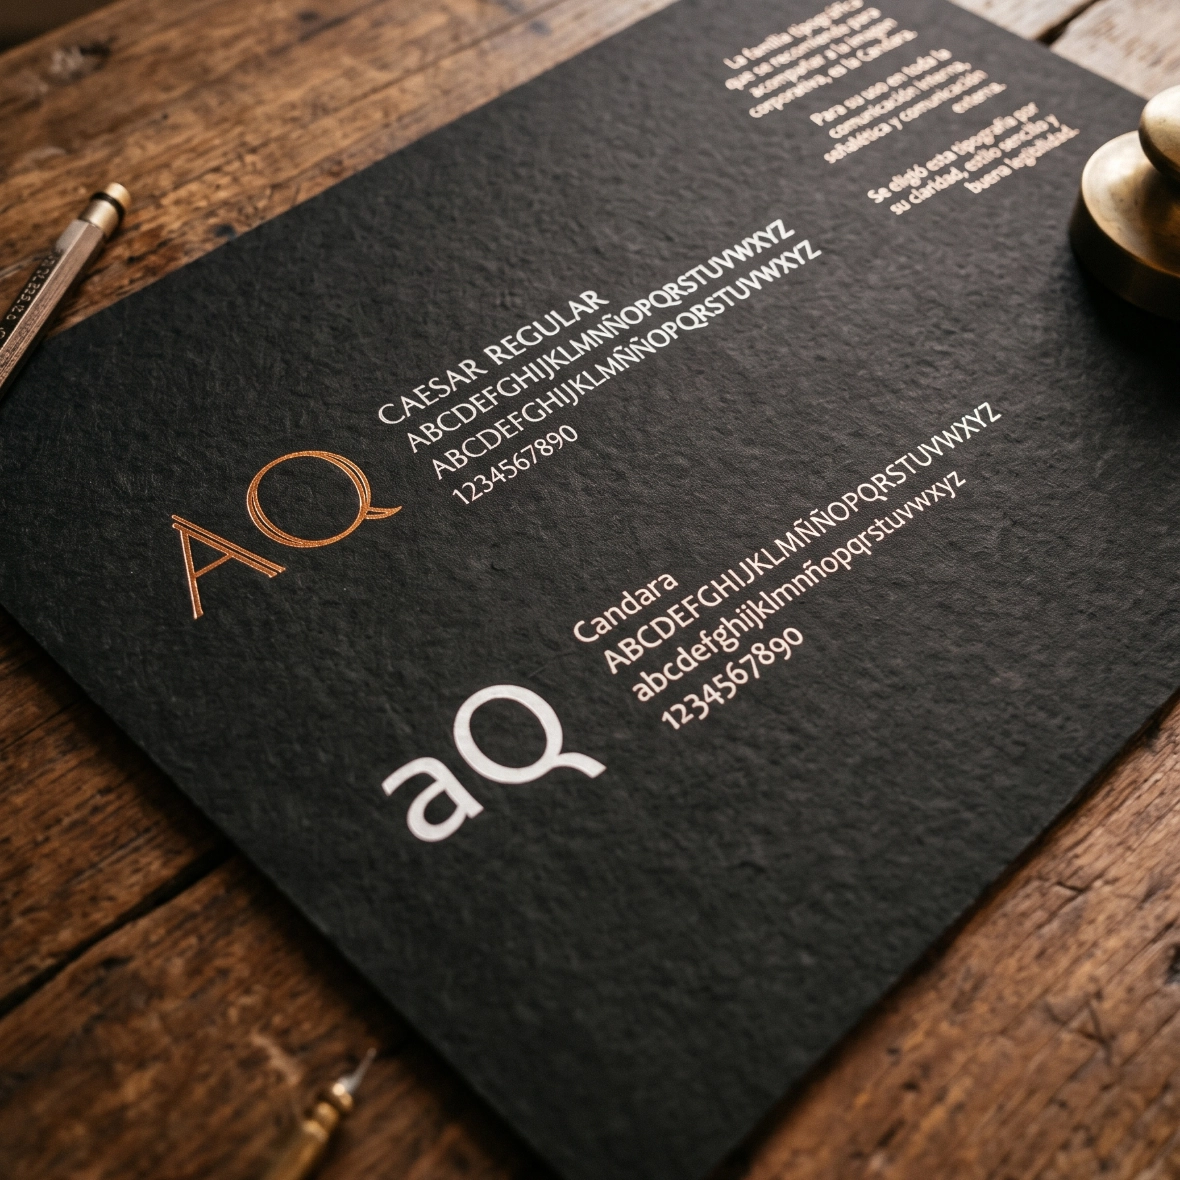 La familia tipográfica
que se recomienda para
acompañar a la imagen
corporativa, es la Candara.
Para su uso en toda la
comunicación interna,
señalética y comunicación
externa.
Se eligió esta tipografía por
su claridad, estilo sencillo y
buena legibilidad.
CAESAR REGULAR
ABCDEFGHIJKLMNÑOPQRSTUVWXYZ
ABCDEFGHIJKLMÑÑOPQRSTUVWXYZ
1234567890
AQ
Candara
ABCDEFGHIJKLMÑÑOPQRSTUVWXYZ
abcdefghijklmnñopqrstuvwxyz
1234567890
aQ